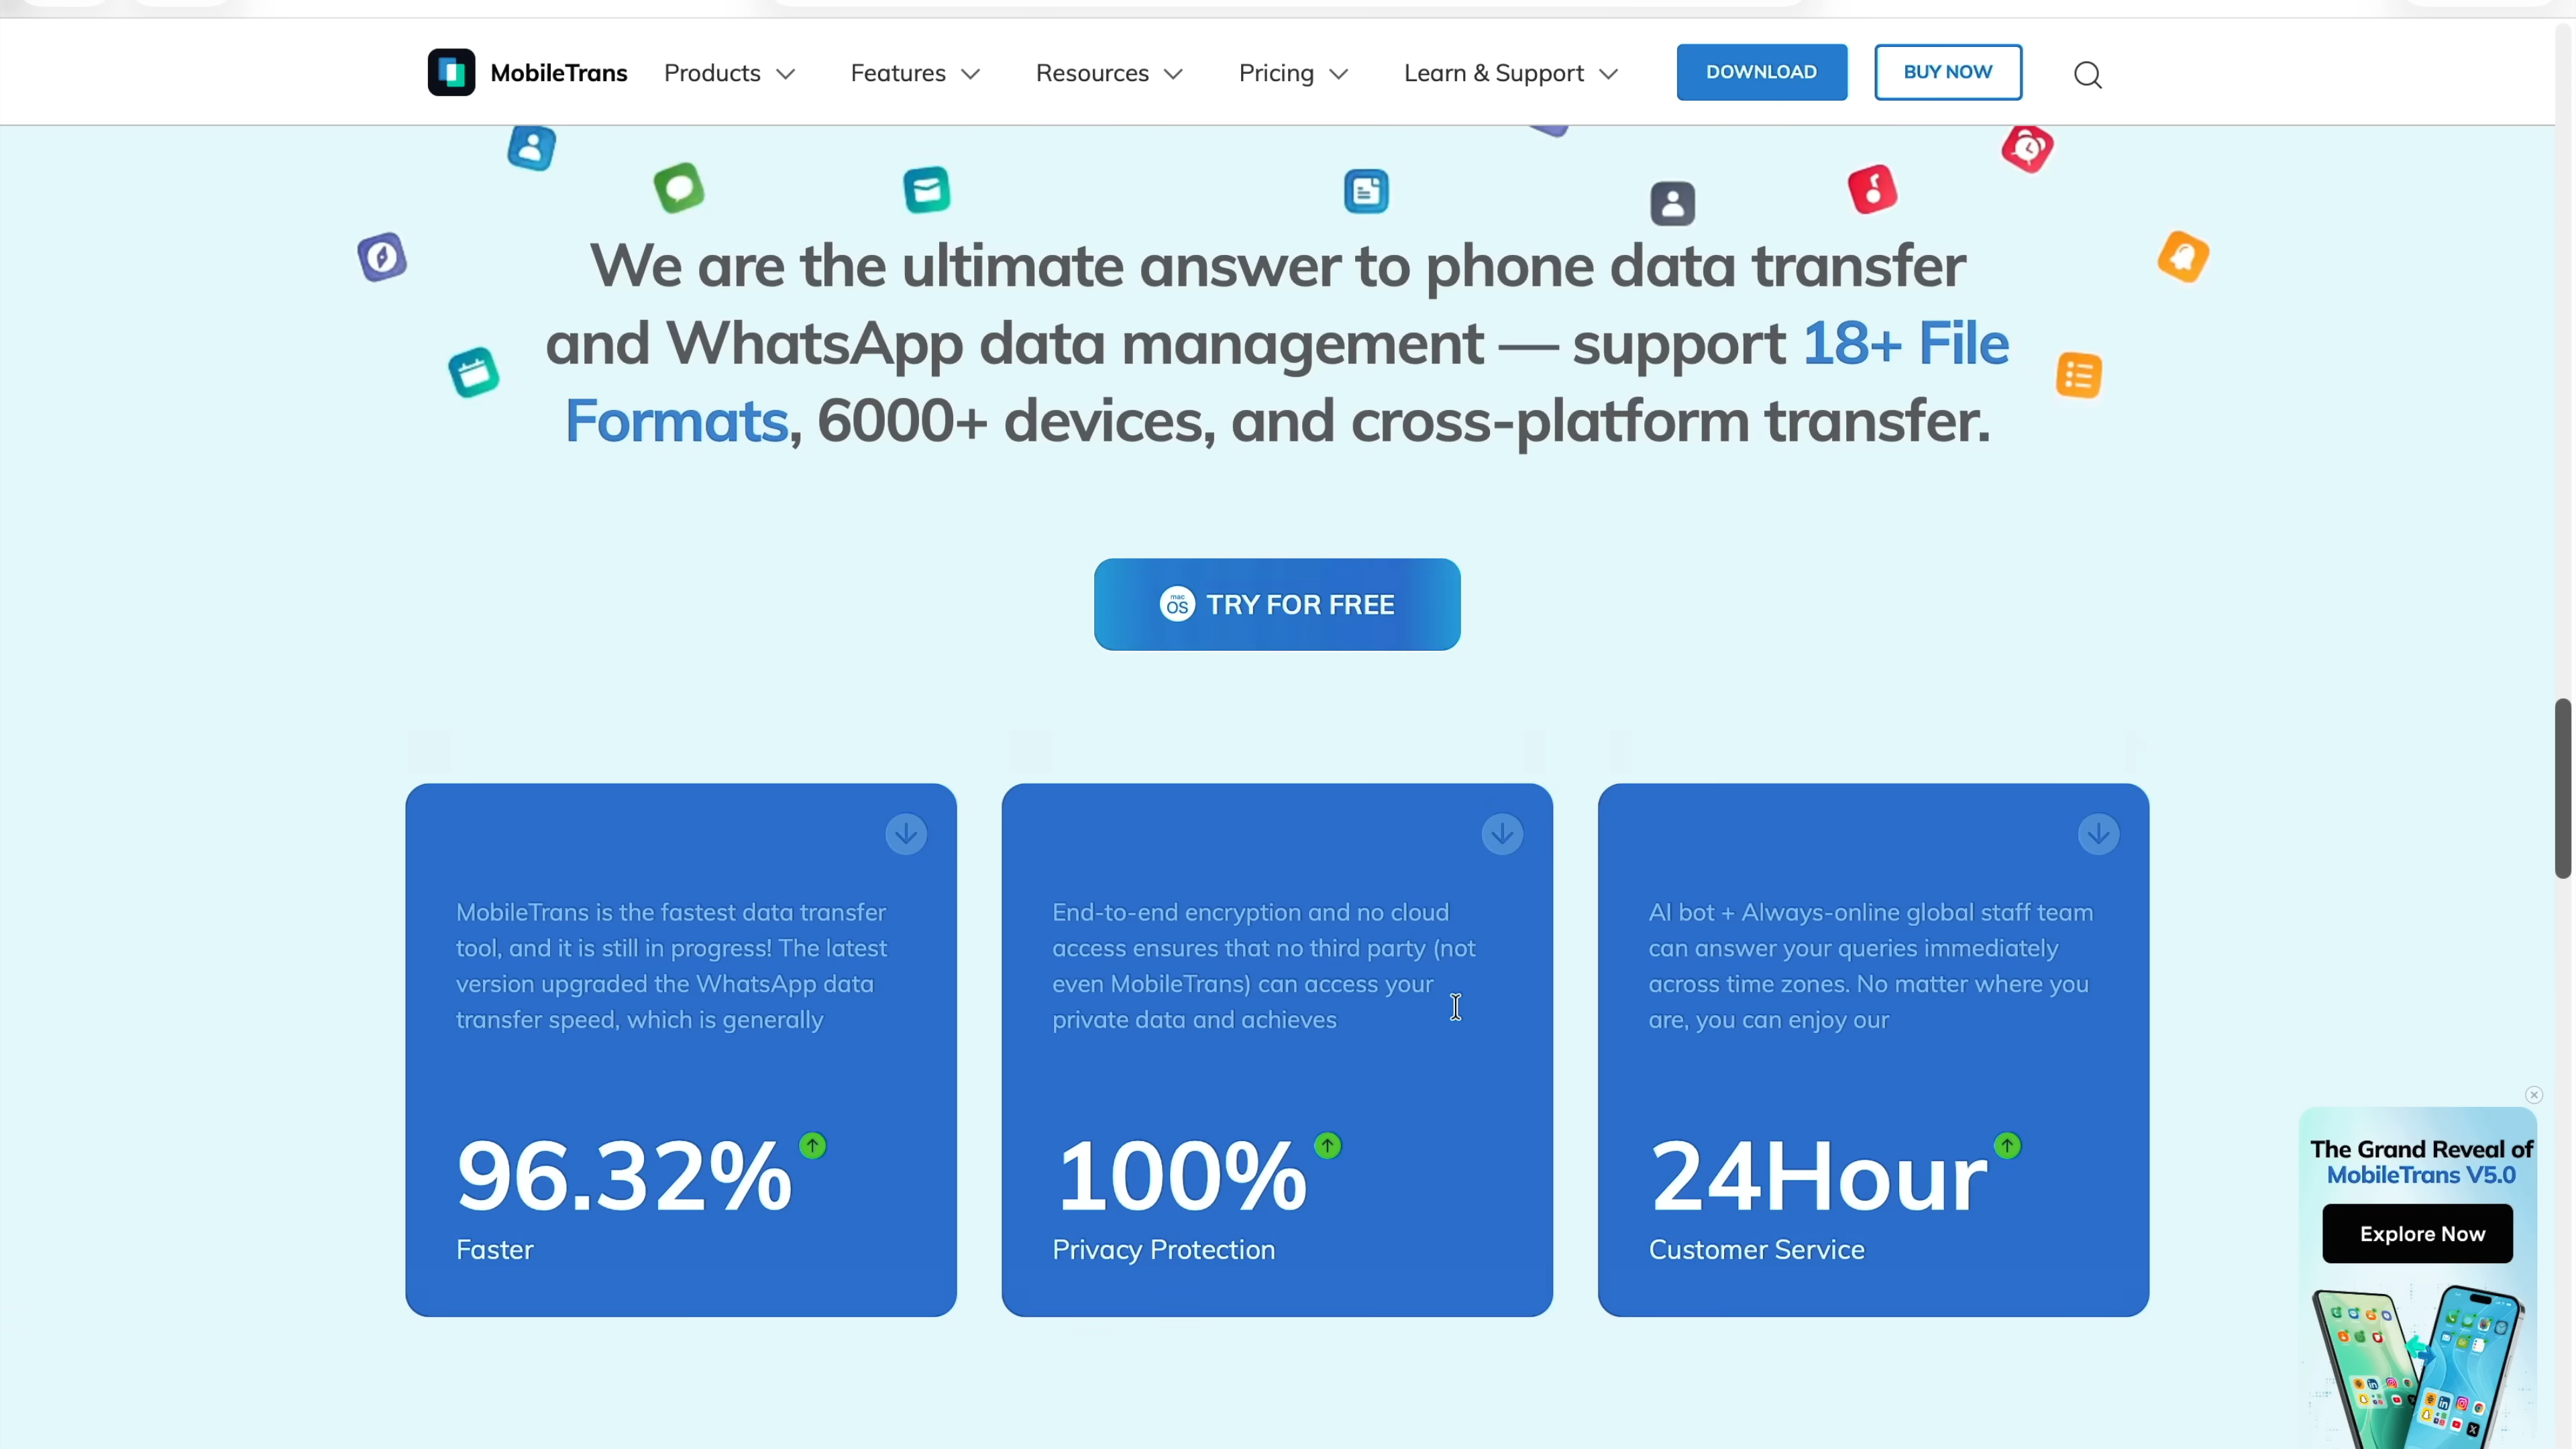 MobileTrans Products Features Resources Pricing Learn & Support DOWNLOAD BUY NOW
We are the ultimate answer to phone data transfer
and WhatsApp data management — support 18+ File
Formats, 6000+ devices, and cross-platform transfer.
mac OS TRY FOR FREE
MobileTrans is the fastest data transfer
tool, and it is still in progress! The latest
version upgraded the WhatsApp data
transfer speed, which is generally
96.32%
Faster
End-to-end encryption and no cloud
access ensures that no third party (not
even MobileTrans) can access your
private data and achieves
100%
Privacy Protection
AI bot + Always-online global staff team
can answer your queries immediately
across time zones. No matter where you
are, you can enjoy our
24Hour
Customer Service
The Grand Reveal of
MobileTrans V5.0
Explore Now